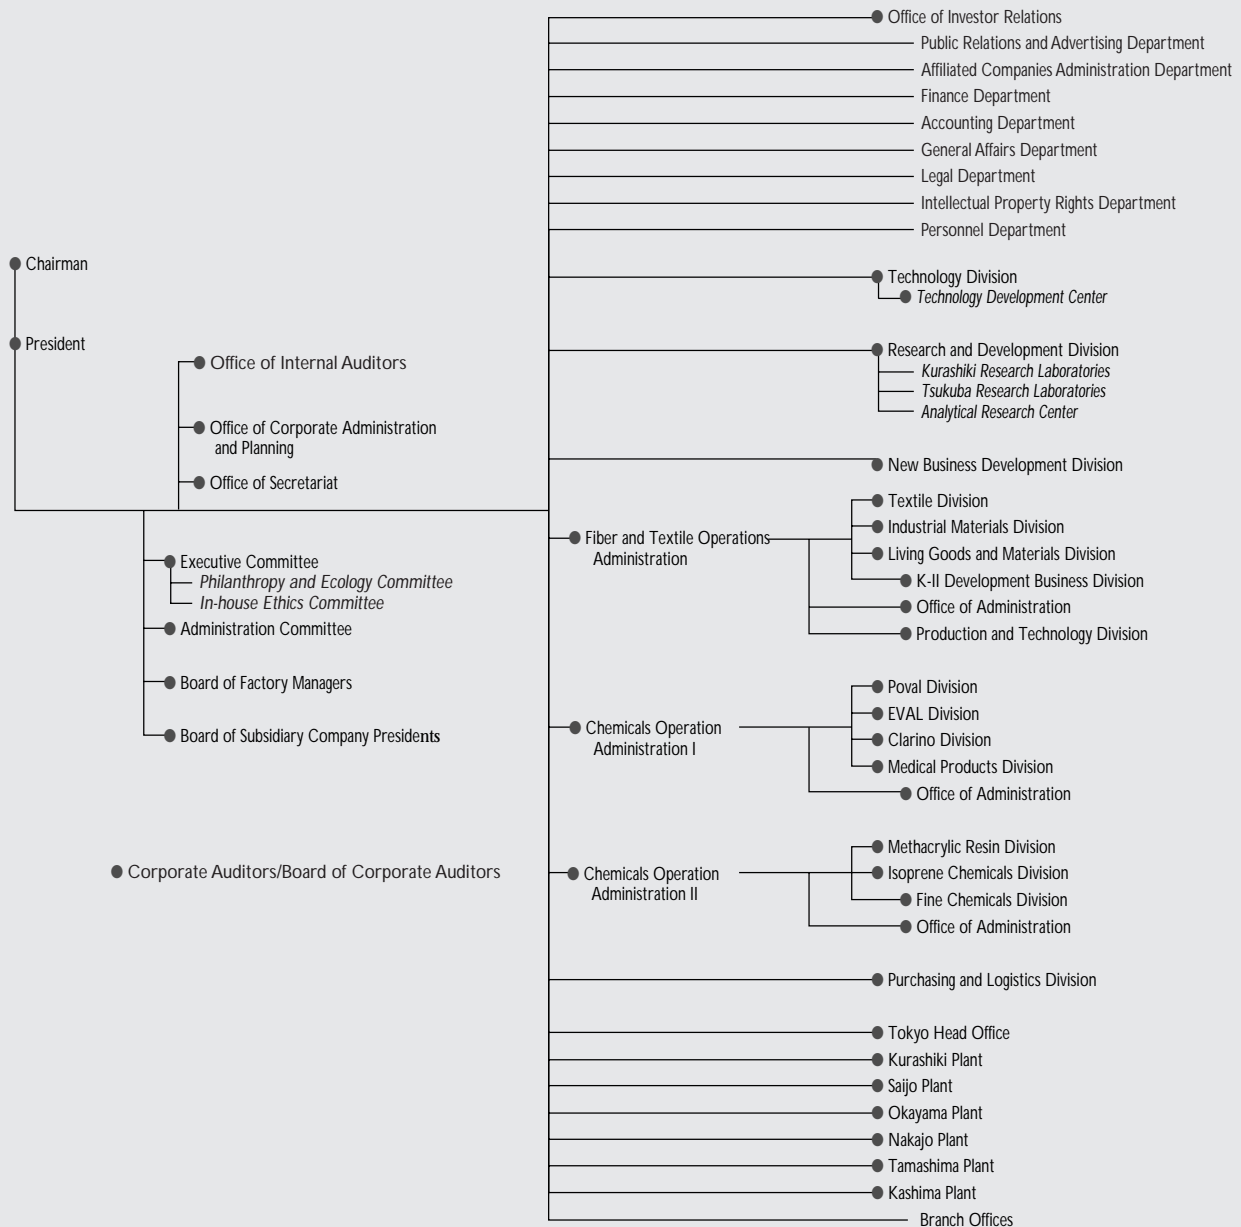 Chairman
President
Office of Internal Auditors
Office of Corporate Administration
and Planning
Office of Secretariat
Executive Committee
Philanthropy and Ecology Committee
In-house Ethics Committee
Administration Committee
Board of Factory Managers
Board of Subsidiary Company Presidents
Corporate Auditors/Board of Corporate Auditors
Office of Investor Relations
Public Relations and Advertising Department
Affiliated Companies Administration Department
Finance Department
Accounting Department
General Affairs Department
Legal Department
Intellectual Property Rights Department
Personnel Department
Technology Division
Technology Development Center
Research and Development Division
Kurashiki Research Laboratories
Tsukuba Research Laboratories
Analytical Research Center
New Business Development Division
Fiber and Textile Operations
Administration
Textile Division
Industrial Materials Division
Living Goods and Materials Division
K-II Development Business Division
Office of Administration
Production and Technology Division
Chemicals Operation
Administration I
Poval Division
EVAL Division
Clarino Division
Medical Products Division
Office of Administration
Chemicals Operation
Administration II
Methacrylic Resin Division
Isoprene Chemicals Division
Fine Chemicals Division
Office of Administration
Purchasing and Logistics Division
Tokyo Head Office
Kurashiki Plant
Saijo Plant
Okayama Plant
Nakajo Plant
Tamashima Plant
Kashima Plant
Branch Offices